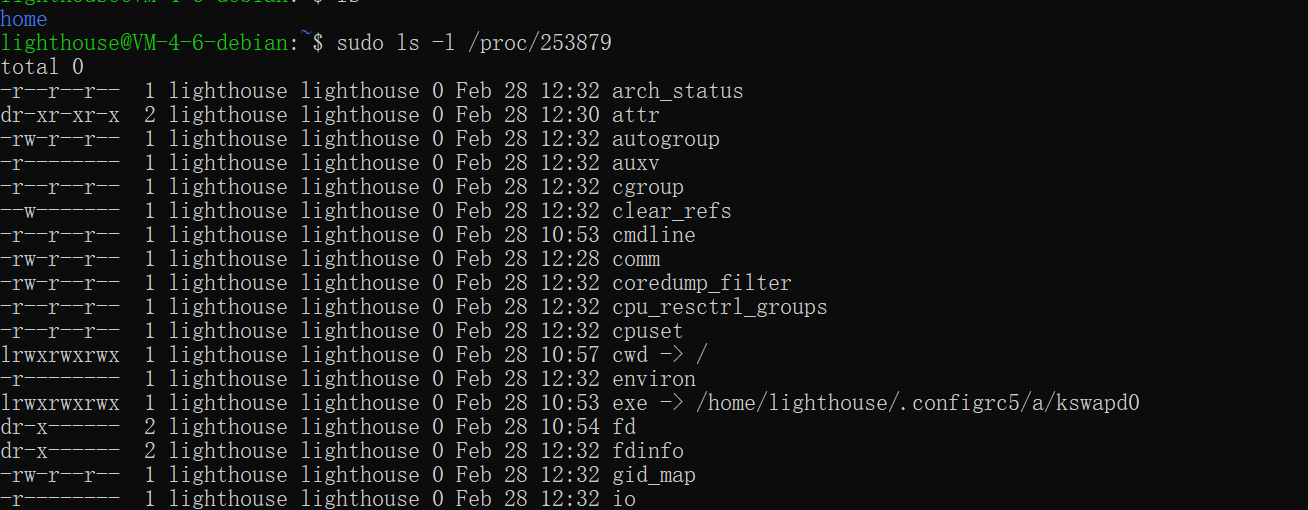 lighthouse@VM-4-6-debian:~$ ls
home
lighthouse@VM-4-6-debian:~$ sudo ls -l /proc/253879
total 0
-r--r--r--  1 lighthouse lighthouse 0 Feb 28 12:32 arch_status
dr-xr-xr-x  2 lighthouse lighthouse 0 Feb 28 12:30 attr
-rw-r--r--  1 lighthouse lighthouse 0 Feb 28 12:32 autogroup
-r--------  1 lighthouse lighthouse 0 Feb 28 12:32 auxv
-r--r--r--  1 lighthouse lighthouse 0 Feb 28 12:32 cgroup
--w-------  1 lighthouse lighthouse 0 Feb 28 12:32 clear_refs
-r--r--r--  1 lighthouse lighthouse 0 Feb 28 10:53 cmdline
-rw-r--r--  1 lighthouse lighthouse 0 Feb 28 12:28 comm
-rw-r--r--  1 lighthouse lighthouse 0 Feb 28 12:32 coredump_filter
-r--r--r--  1 lighthouse lighthouse 0 Feb 28 12:32 cpu_resctrl_groups
-r--r--r--  1 lighthouse lighthouse 0 Feb 28 12:32 cpuset
lrwxrwxrwx  1 lighthouse lighthouse 0 Feb 28 10:57 cwd -> /
-r--------  1 lighthouse lighthouse 0 Feb 28 12:32 environ
lrwxrwxrwx  1 lighthouse lighthouse 0 Feb 28 10:53 exe -> /home/lighthouse/.configrc5/a/kswapd0
dr-x------  2 lighthouse lighthouse 0 Feb 28 10:54 fd
dr-x------  2 lighthouse lighthouse 0 Feb 28 12:32 fdinfo
-rw-r--r--  1 lighthouse lighthouse 0 Feb 28 12:32 gid_map
-r--------  1 lighthouse lighthouse 0 Feb 28 12:32 io